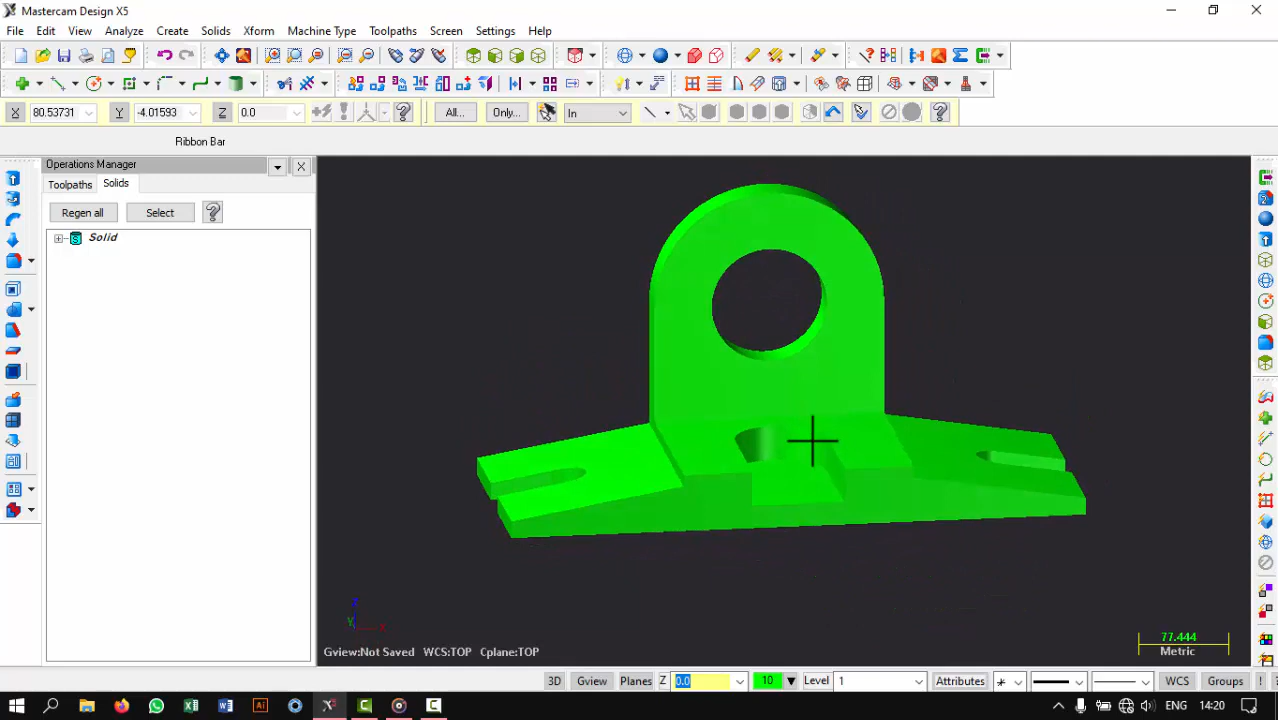 Mastercam Design X5
File Edit View Analyze Create Solids Xform Machine Type Toolpaths Screen Settings Help
X 80.53731 Y -4.01593 Z 0.0 All... Only... In
Ribbon Bar
Operations Manager
Toolpaths Solids
Regen all Select
Solid
Z
Y X
77.444
Gview:Not Saved WCS:TOP Cplane:TOP
Metric
3D Gview Planes Z 0.0 10 Level 1 Attributes WCS Groups
ENG 14:20